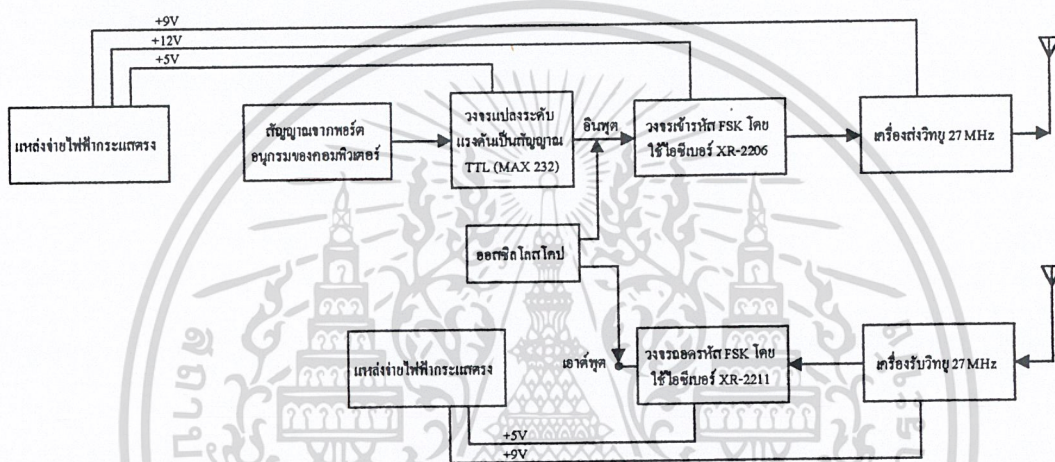 +9V
+12V
+5V
แหล่งจ่ายไฟฟ้ากระแสตรง
สัญญาณจากพอร์ต
อนุกรมของคอมพิวเตอร์
วงจรแปลงระดับ
แรงดันเป็นสัญญาณ
TTL (MAX 232)
อินพุต
วงจรเข้ารหัส FSK โดย
ใช้ไอซีเบอร์ XR-2206
เครื่องส่งวิทยุ 27 MHz
ออสซิลโลสโคป
แหล่งจ่ายไฟฟ้ากระแสตรง
เอาต์พุต
วงจรถอดรหัส FSK โดย
ใช้ไอซีเบอร์ XR-2211
เครื่องรับวิทยุ 27 MHz
+5V
+9V